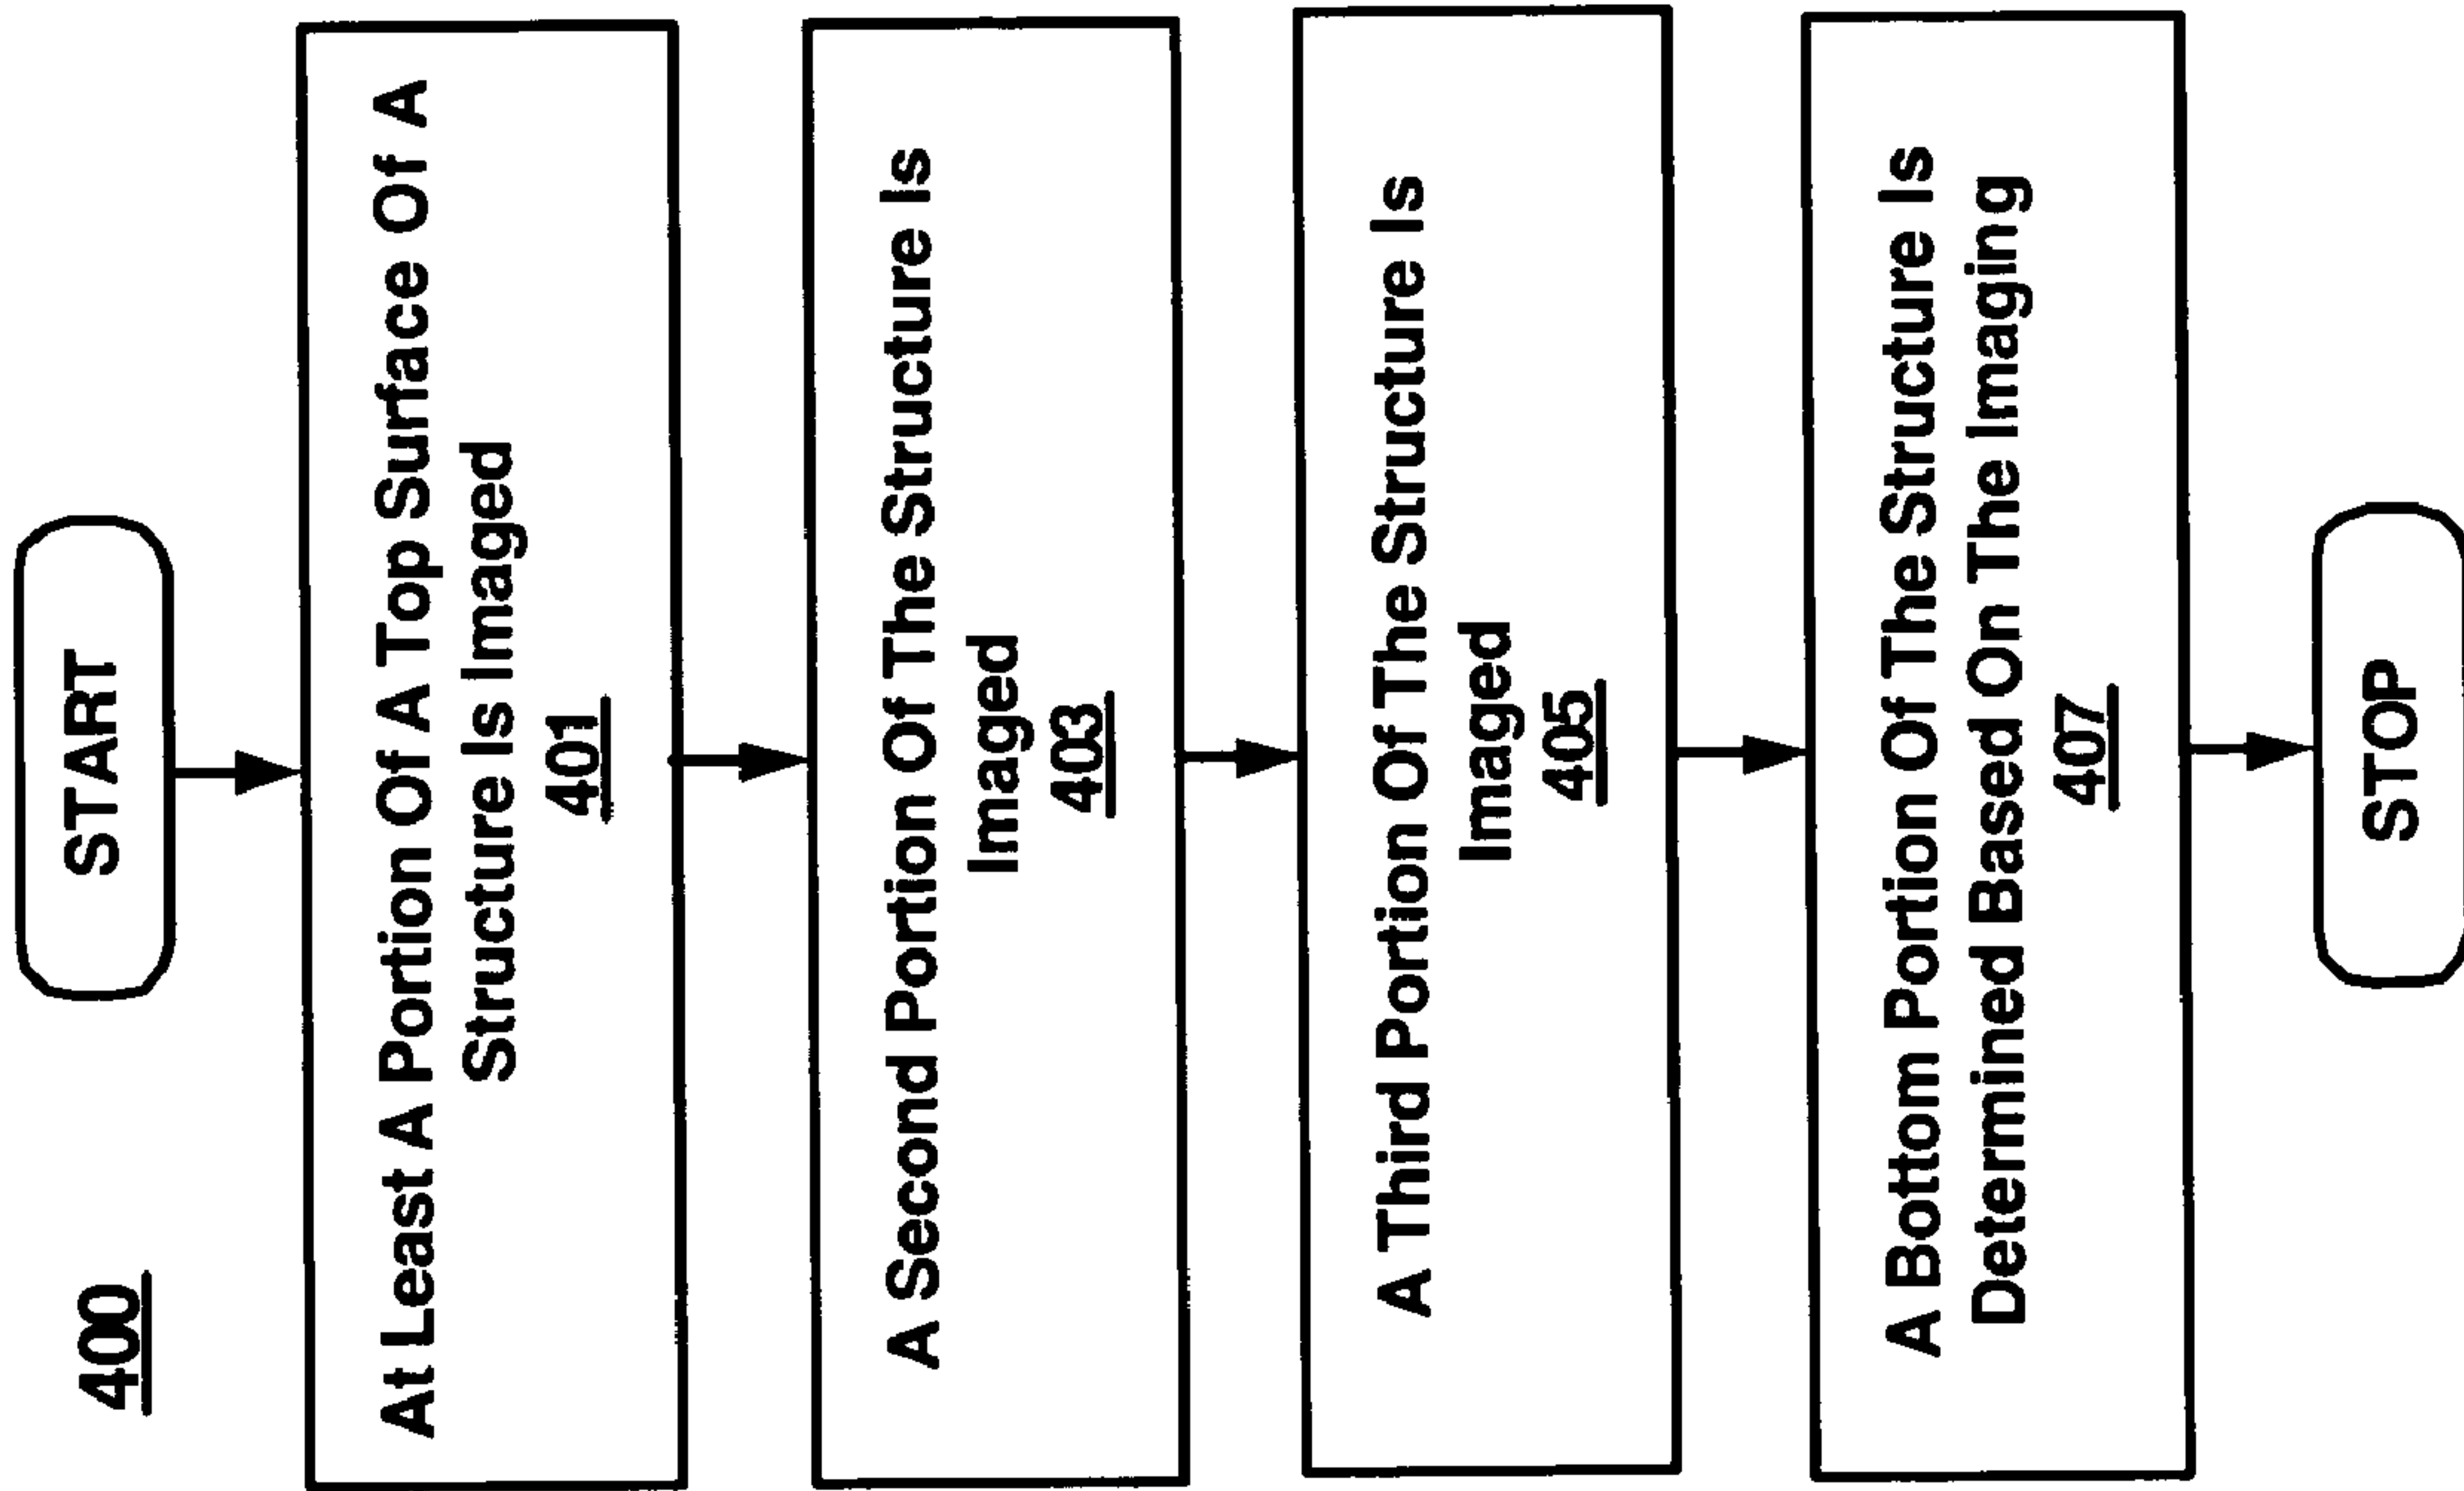 400
START
At Least A Portion Of A Top Surface Of A
Structure Is Imaged
401
A Second Portion Of The Structure Is
Imaged
403
A Third Portion Of The Structure Is
Imaged
405
A Bottom Portion Of The Structure Is
Determined Based On The Imaging
407
STOP